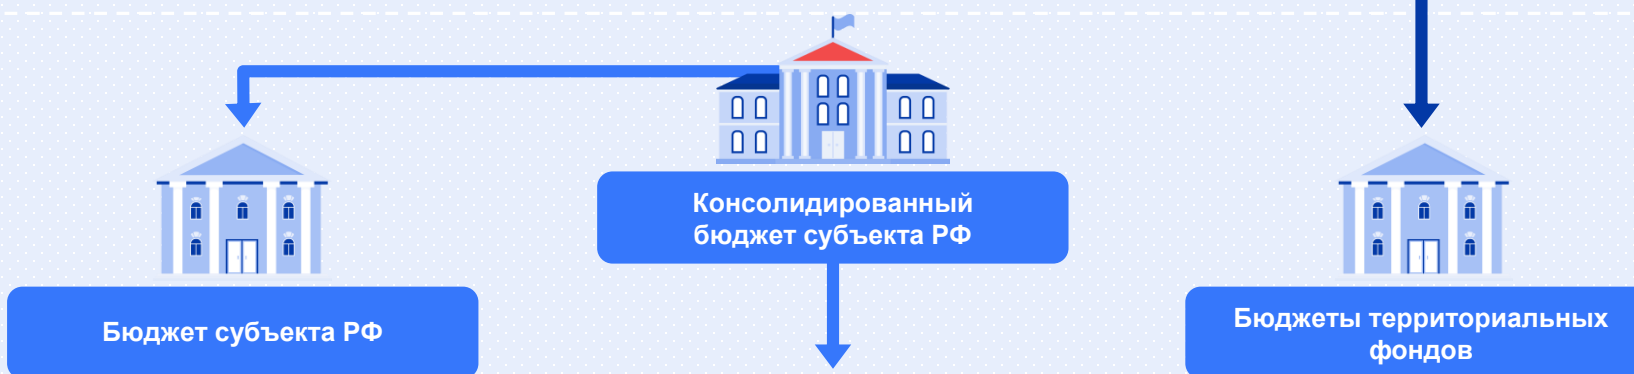 Консолидированный
бюджет субъекта РФ
Бюджет субъекта РФ
Бюджеты территориальных
фондов